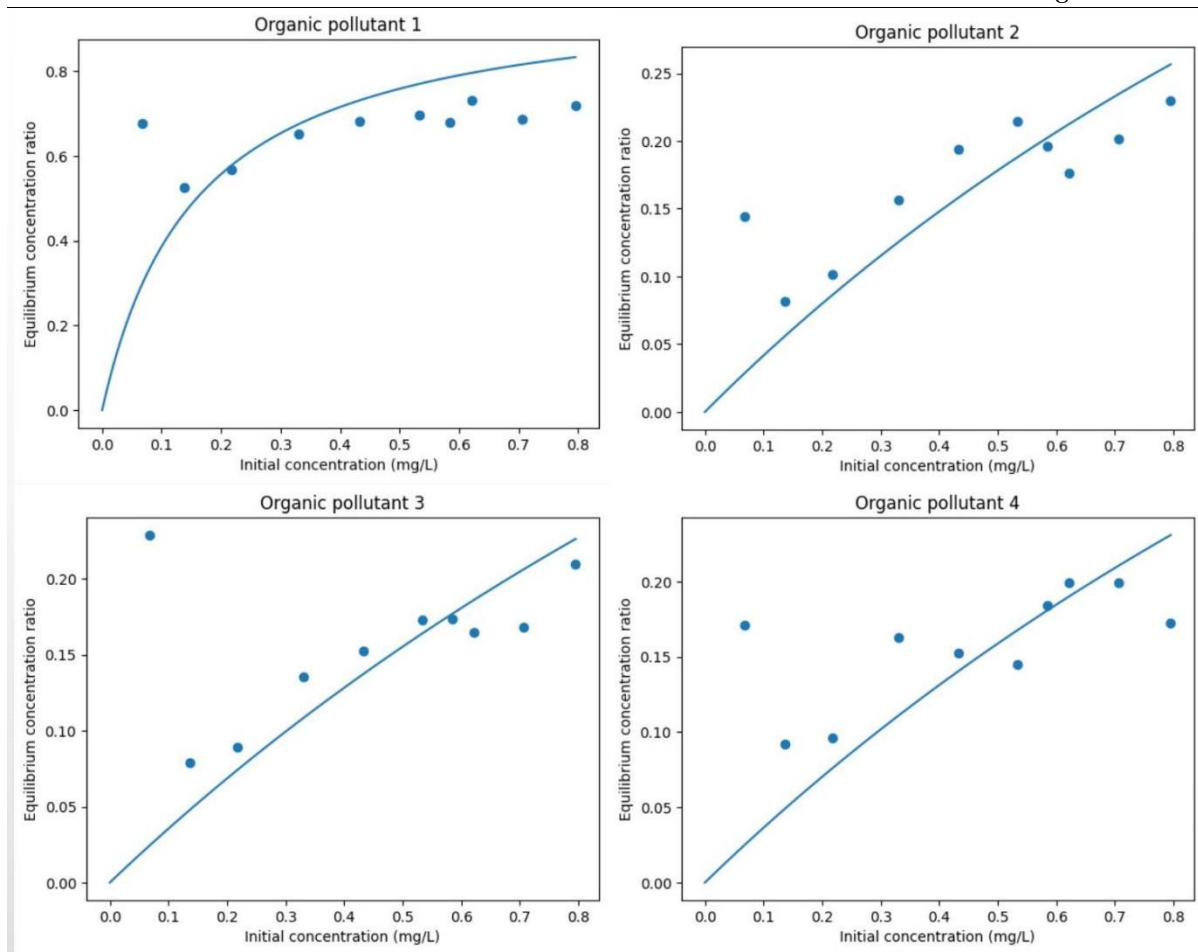 Organic pollutant 1
Equilibrium concentration ratio
0.8
0.6
0.4
0.2
0.0
0.0 0.1 0.2 0.3 0.4 0.5 0.6 0.7 0.8
Initial concentration (mg/L)
Organic pollutant 2
Equilibrium concentration ratio
0.25
0.20
0.15
0.10
0.05
0.00
0.0 0.1 0.2 0.3 0.4 0.5 0.6 0.7 0.8
Initial concentration (mg/L)
Organic pollutant 3
Equilibrium concentration ratio
0.20
0.15
0.10
0.05
0.00
0.0 0.1 0.2 0.3 0.4 0.5 0.6 0.7 0.8
Initial concentration (mg/L)
Organic pollutant 4
Equilibrium concentration ratio
0.20
0.15
0.10
0.05
0.00
0.0 0.1 0.2 0.3 0.4 0.5 0.6 0.7 0.8
Initial concentration (mg/L)